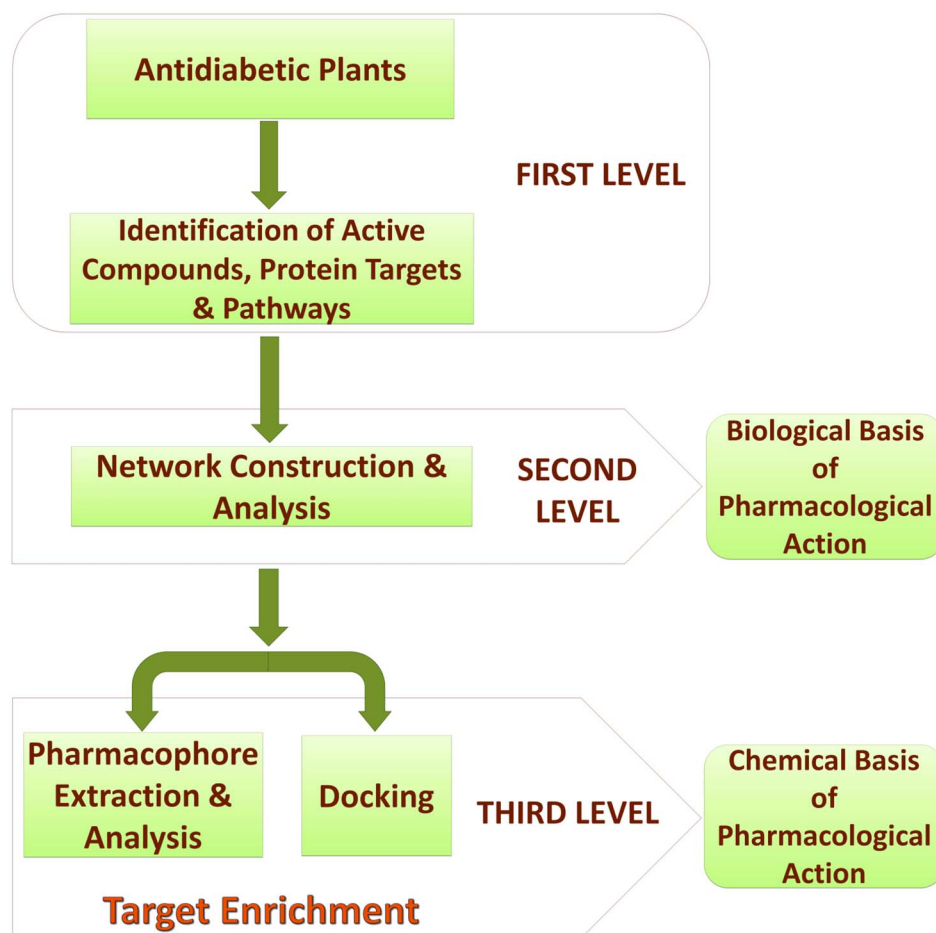 Antidiabetic Plants
FIRST LEVEL
Identification of Active
Compounds, Protein Targets
& Pathways
Network Construction &
Analysis
SECOND
LEVEL
Biological Basis
of
Pharmacological
Action
Pharmacophore
Extraction &
Analysis
Docking
THIRD LEVEL
Chemical Basis
of
Pharmacological
Action
Target Enrichment